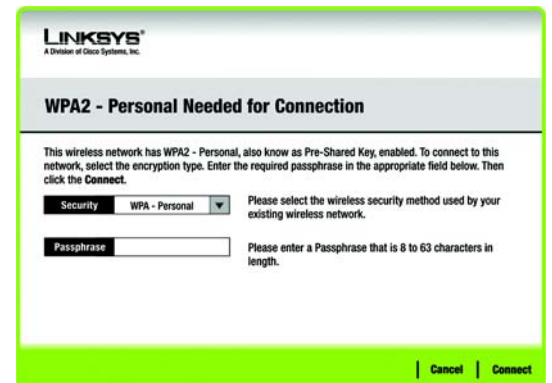 LINKSYS®
A Division of Cisco Systems, Inc.
WPA2 - Personal Needed for Connection
This wireless network has WPA2 - Personal, also know as Pre-Shared Key, enabled. To connect to this
network, select the encryption type. Enter the required passphrase in the appropriate field below. Then
click the Connect.
Security WPA - Personal Please select the wireless security method used by your
existing wireless network.
Passphrase Please enter a Passphrase that is 8 to 63 characters in
length.
Cancel Connect